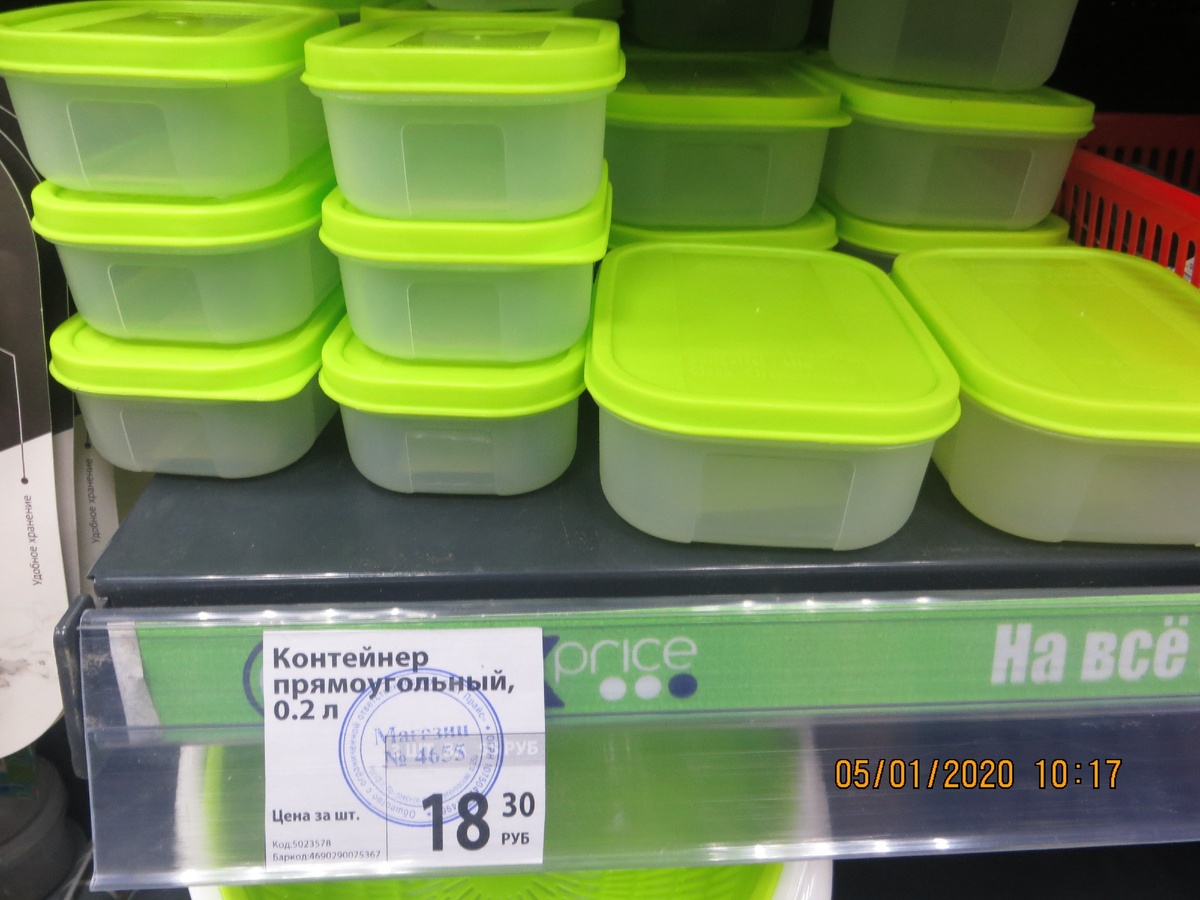 Удобное хранение
Удобное хранение
price
На всё
Контейнер
прямоугольный,
0.2 л
Магазин
№ 4655
РУБ
Цена за шт.
18 30
РУБ
Код:5023578
Баркод:4690290075367
05/01/2020 10:17